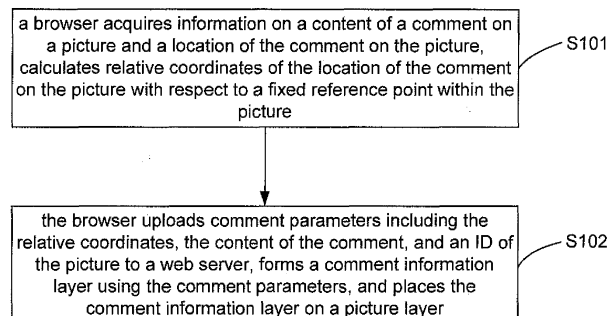 a browser acquires information on a content of a comment on
a picture and a location of the comment on the picture,
calculates relative coordinates of the location of the comment
on the picture with respect to a fixed reference point within the
picture
S101
the browser uploads comment parameters including the
relative coordinates, the content of the comment, and an ID of
the picture to a web server, forms a comment information
layer using the comment parameters, and places the
comment information layer on a picture layer
S102